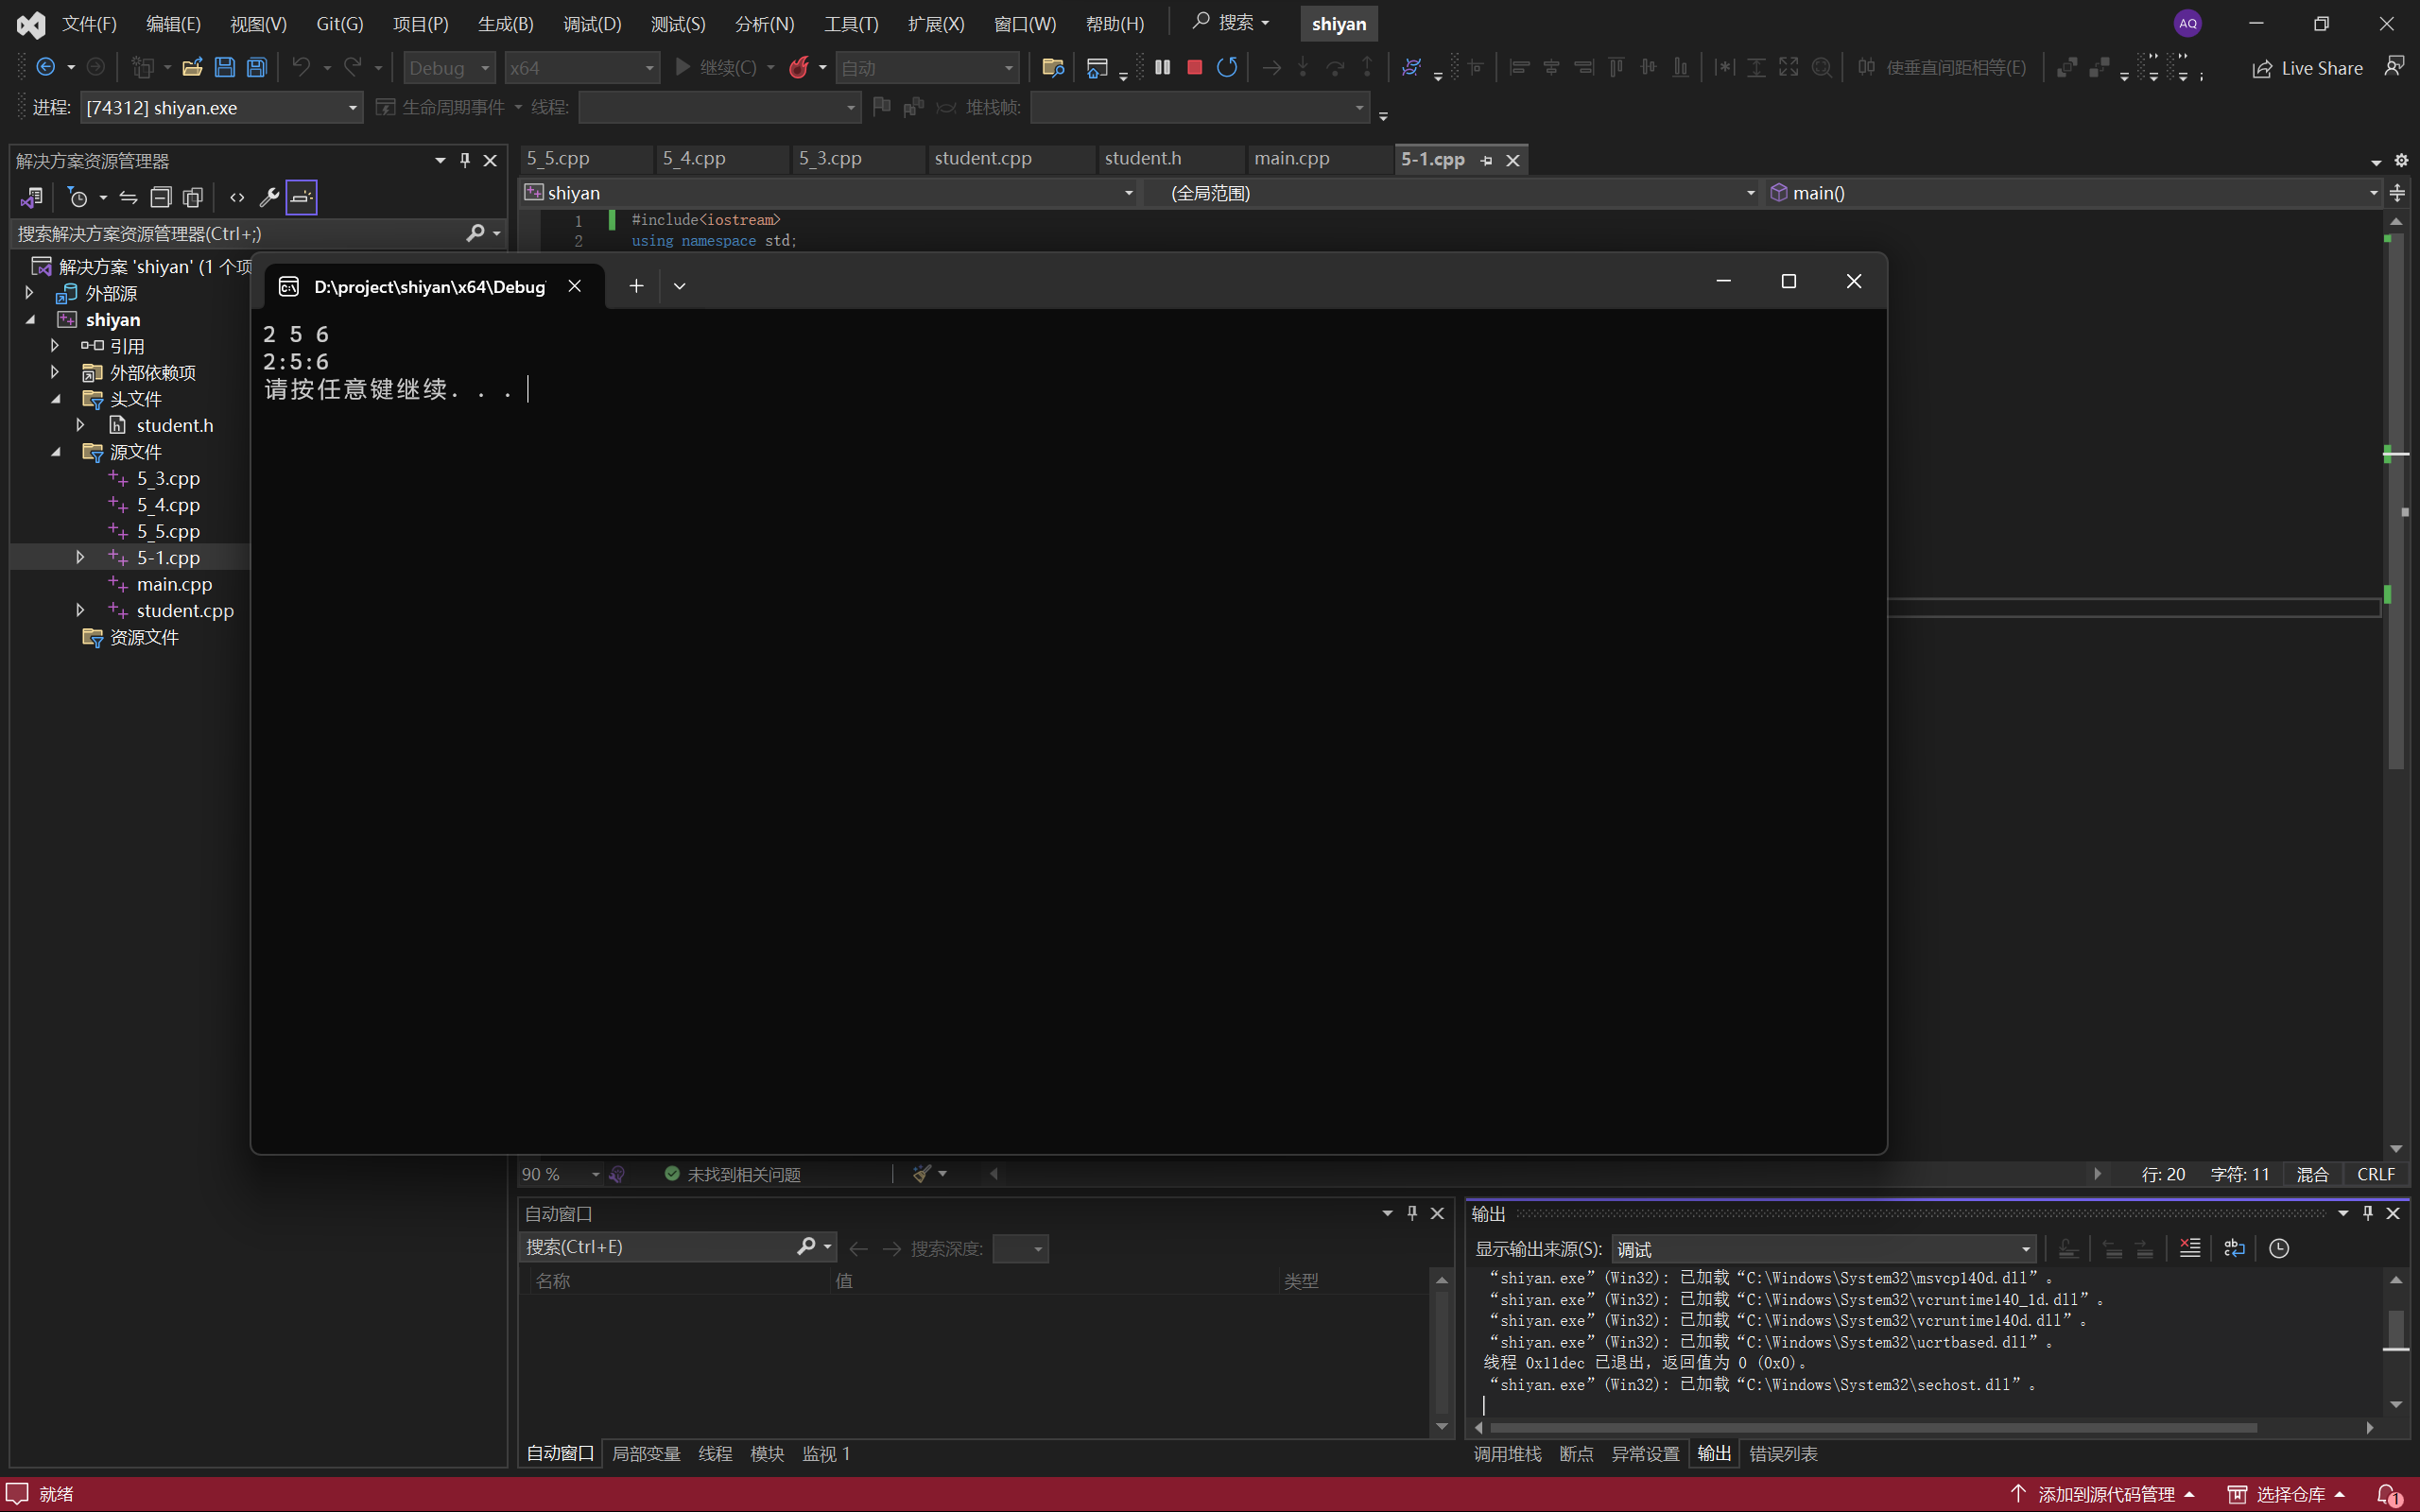 文件(F) 编辑(E) 视图(V) Git(G) 项目(P) 生成(B) 调试(D) 测试(S) 分析(N) 工具(T) 扩展(X) 窗口(W) 帮助(H) 搜索 shiyan AQ
Debug x64 继续(C) 自动 使垂直间距相等(E) Live Share
进程: [74312] shiyan.exe 生命周期事件 线程: 堆栈帧:
解决方案资源管理器
搜索解决方案资源管理器(Ctrl+;)
解决方案 'shiyan' (1 个项
外部源
shiyan
引用
外部依赖项
头文件
student.h
源文件
5_3.cpp
5_4.cpp
5_5.cpp
5-1.cpp
main.cpp
student.cpp
资源文件
5_5.cpp 5_4.cpp 5_3.cpp student.cpp student.h main.cpp 5-1.cpp
shiyan (全局范围) main()
1 #include<iostream>
2 using namespace std;
D:\project\shiyan\x64\Debug
2 5 6
2:5:6
请按任意键继续. . .
90 % 未找到相关问题 行: 20 字符: 11 混合 CRLF
自动窗口
搜索(Ctrl+E) 搜索深度:
名称 值 类型
自动窗口 局部变量 线程 模块 监视 1
输出
显示输出来源(S): 调试
“shiyan.exe”(Win32): 已加载“C:\Windows\System32\msvcp140d.dll”。
“shiyan.exe”(Win32): 已加载“C:\Windows\System32\vcruntime140_1d.dll”。
“shiyan.exe”(Win32): 已加载“C:\Windows\System32\vcruntime140d.dll”。
“shiyan.exe”(Win32): 已加载“C:\Windows\System32\ucrtbased.dll”。
线程 0x11dec 已退出，返回值为 0 (0x0)。
“shiyan.exe”(Win32): 已加载“C:\Windows\System32\sechost.dll”。
调用堆栈 断点 异常设置 输出 错误列表
就绪 添加到源代码管理 选择仓库 1